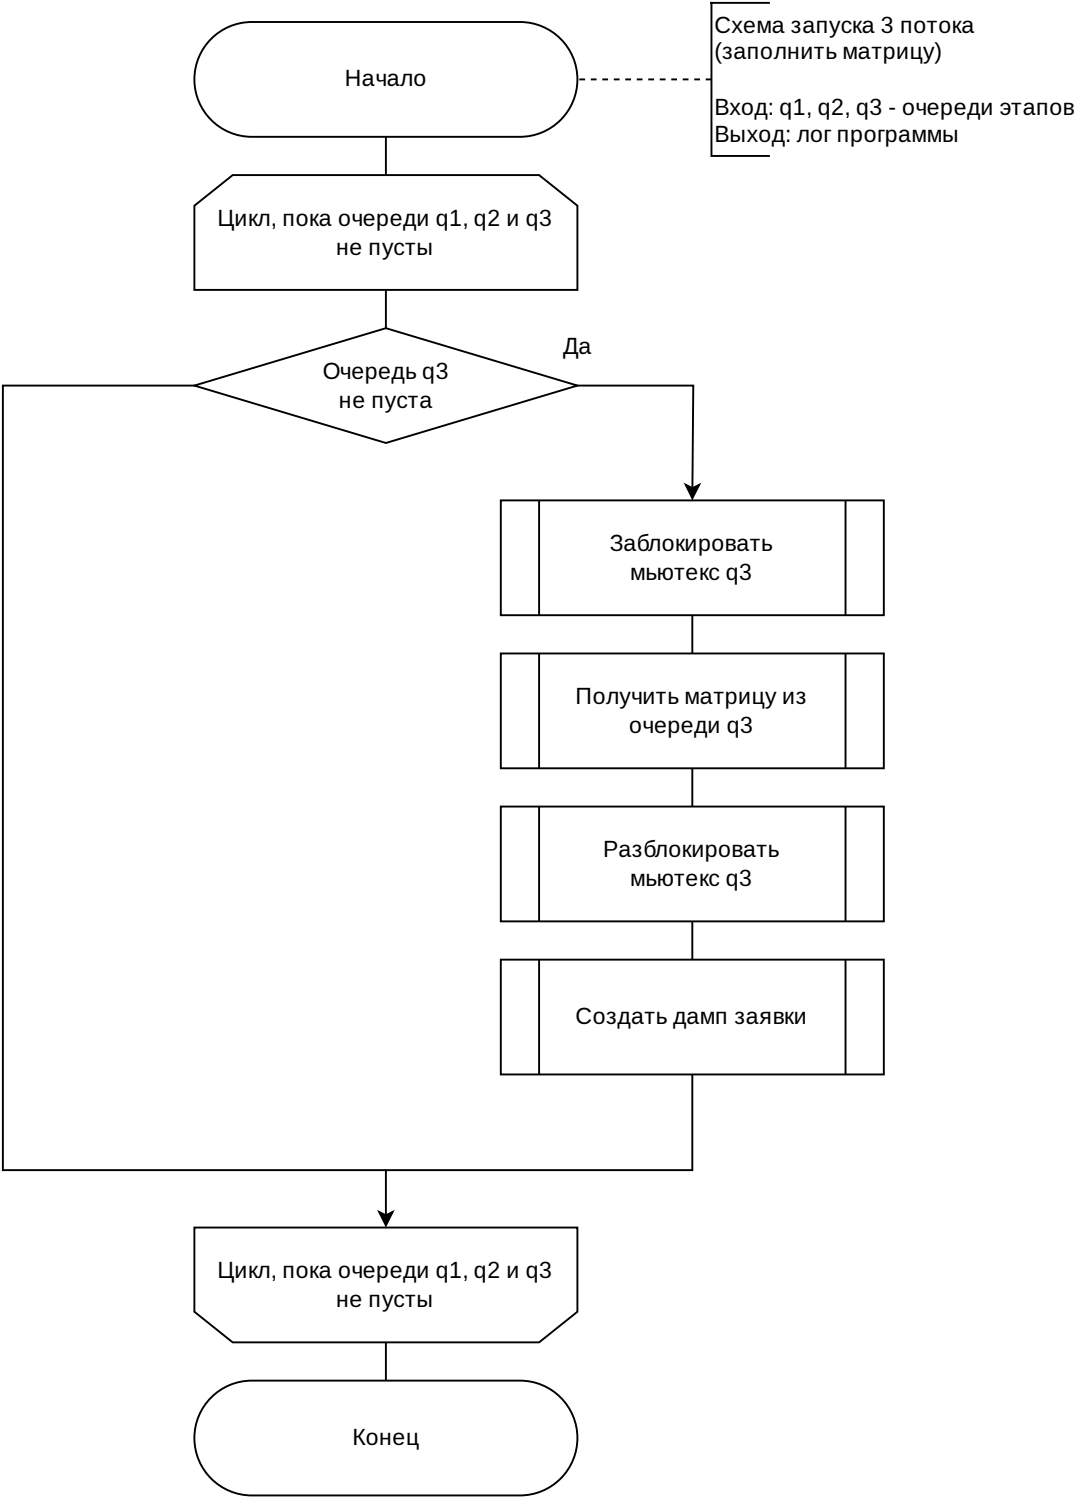 Схема запуска 3 потока
(заполнить матрицу)
Вход: q1, q2, q3 - очереди этапов
Выход: лог программы
Начало
Цикл, пока очереди q1, q2 и q3
не пусты
Да
Очередь q3
не пуста
Заблокировать
мьютекс q3
Получить матрицу из
очереди q3
Разблокировать
мьютекс q3
Создать дамп заявки
Цикл, пока очереди q1, q2 и q3
не пусты
Конец